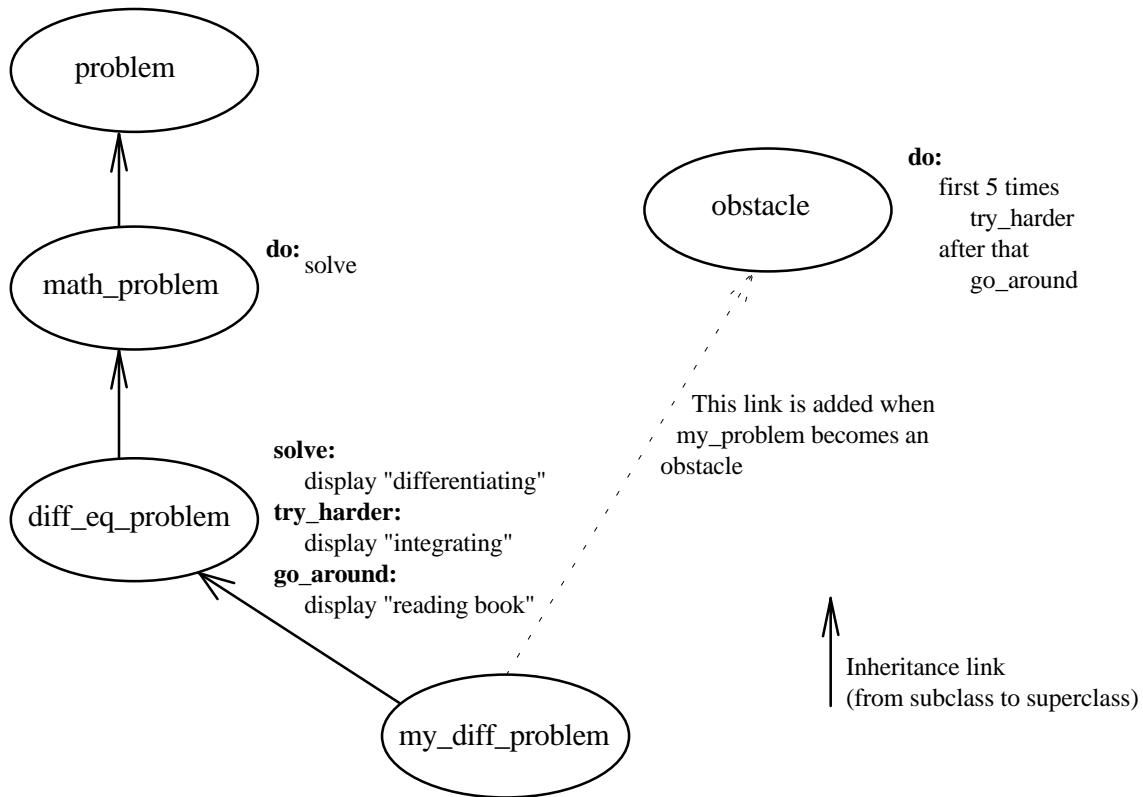 problem
do:
first 5 times
try_harder
after that
go_around
obstacle
do:
solve
math_problem
This link is added when
my_problem becomes an
obstacle
solve:
display "differentiating"
try_harder:
display "integrating"
go_around:
display "reading book"
diff_eq_problem
Inheritance link
(from subclass to superclass)
my_diff_problem